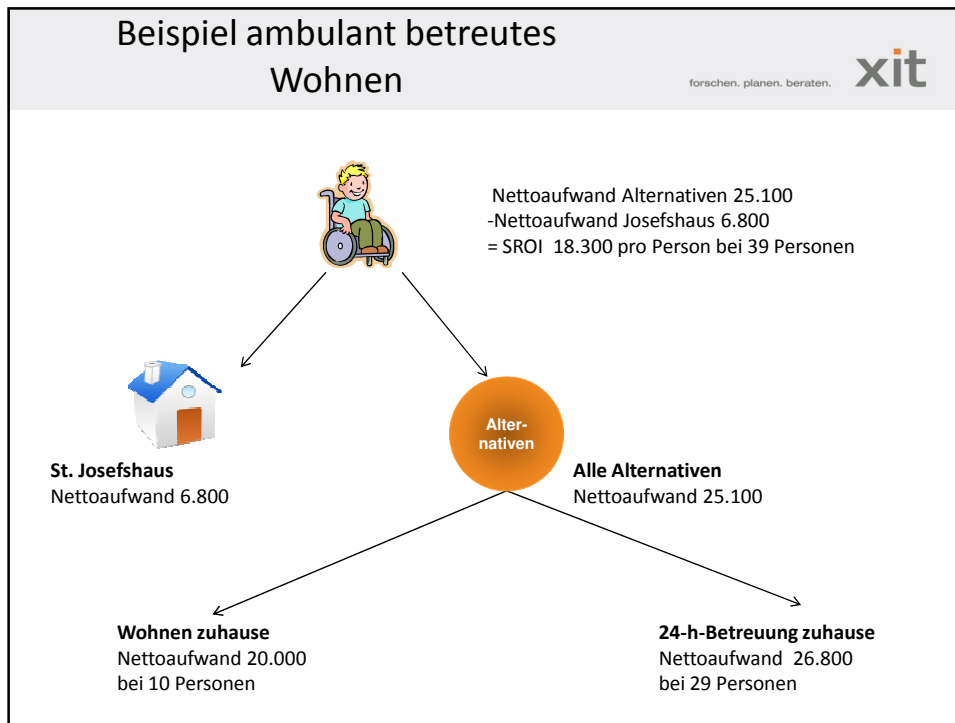 Beispiel ambulant betreutes
Wohnen
forschen. planen. beraten.
xit
Nettoaufwand Alternativen 25.100
-Nettoaufwand Josefshaus 6.800
= SROI 18.300 pro Person bei 39 Personen
Alter-
nativen
St. Josefshaus
Nettoaufwand 6.800
Alle Alternativen
Nettoaufwand 25.100
Wohnen zuhause
Nettoaufwand 20.000
bei 10 Personen
24-h-Betreuung zuhause
Nettoaufwand 26.800
bei 29 Personen